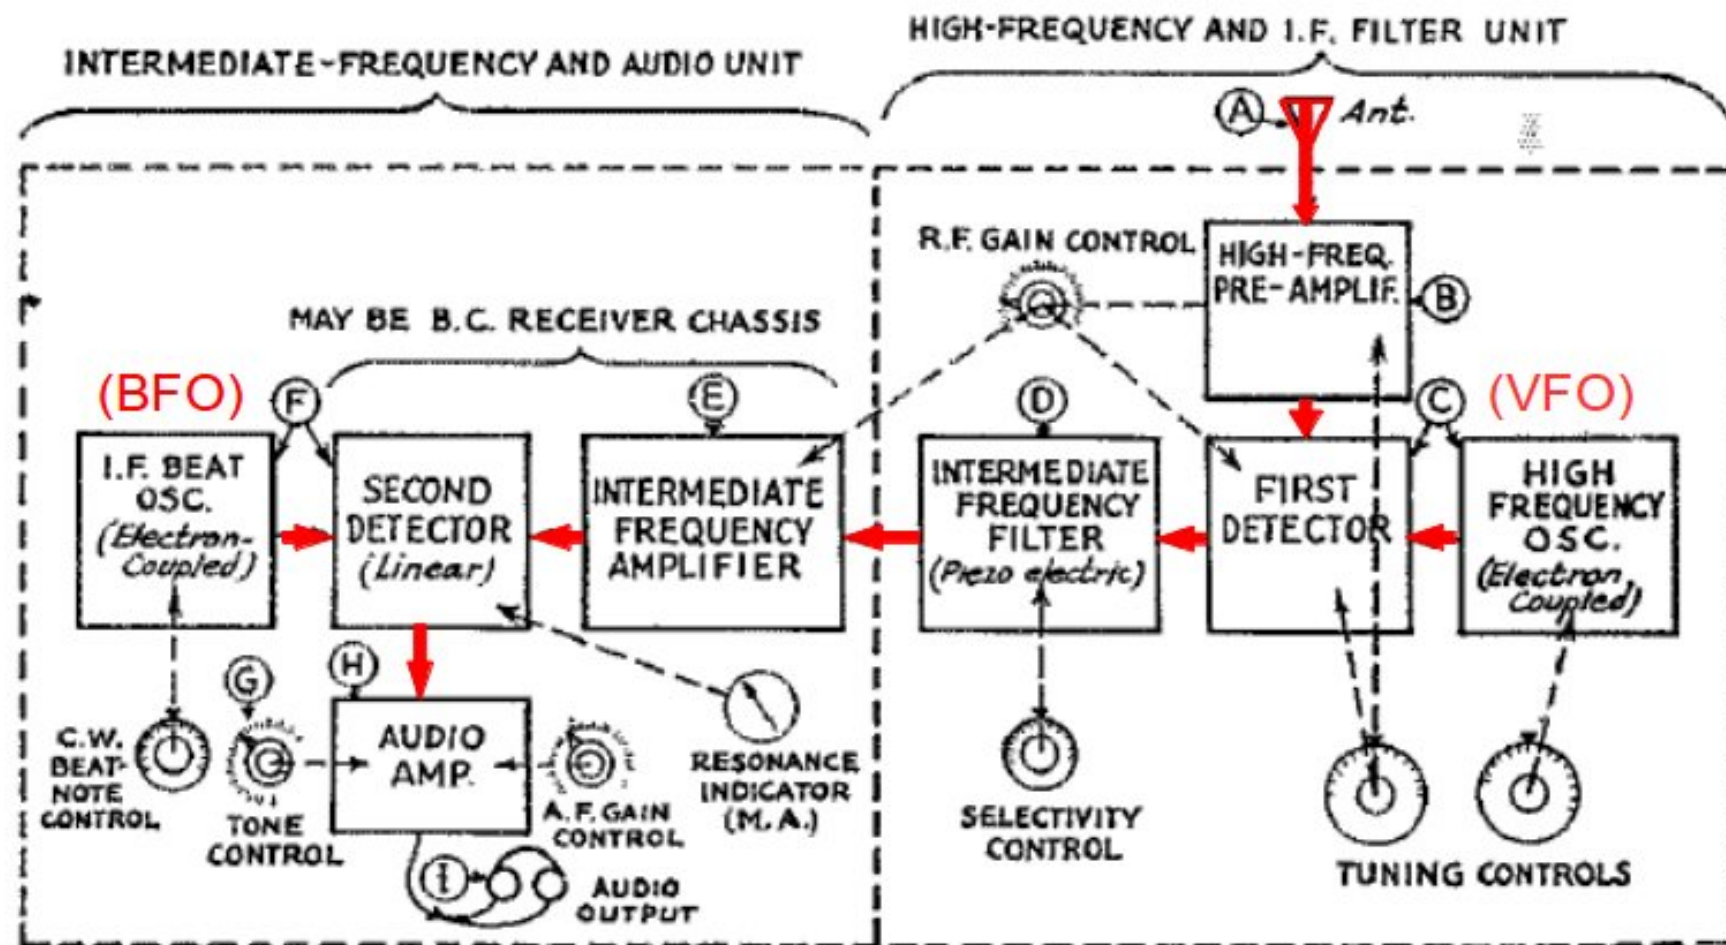 INTERMEDIATE-FREQUENCY AND AUDIO UNIT
HIGH-FREQUENCY AND I.F. FILTER UNIT
A
Ant.
R.F. GAIN CONTROL
HIGH-FREQ.
PRE-AMPLIF.
B
MAY BE B.C. RECEIVER CHASSIS
(BFO)
F
E
D
C
(VFO)
I.F. BEAT
OSC.
(Electron-
Coupled)
SECOND
DETECTOR
(Linear)
INTERMEDIATE
FREQUENCY
AMPLIFIER
INTERMEDIATE
FREQUENCY
FILTER
(Piezo electric)
FIRST
DETECTOR
HIGH
FREQUENCY
OSC.
(Electron
Coupled)
G
H
C.W.
BEAT-
NOTE
CONTROL
TONE
CONTROL
AUDIO
AMP.
A.F. GAIN
CONTROL
RESONANCE
INDICATOR
(M.A.)
SELECTIVITY
CONTROL
TUNING CONTROLS
I
AUDIO
OUTPUT